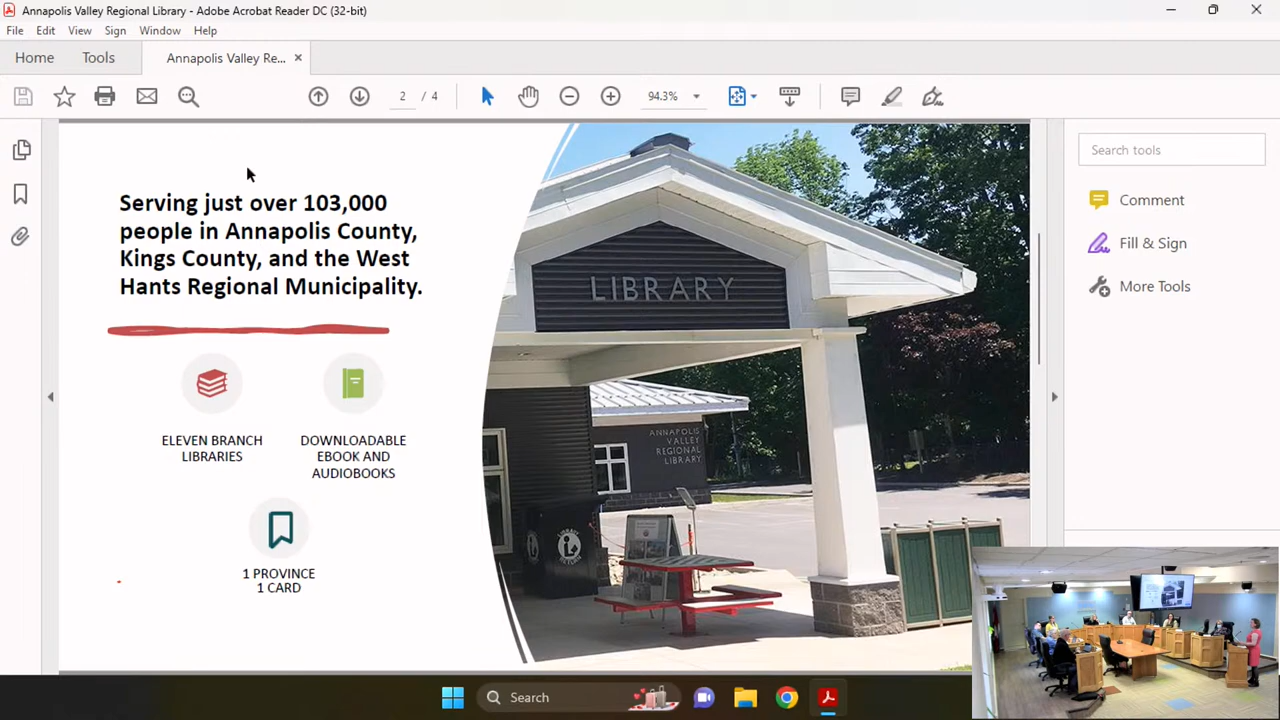 Annapolis Valley Regional Library - Adobe Acrobat Reader DC (32-bit)
File Edit View Sign Window Help
Home Tools Annapolis Valley Re... ×
2 / 4 94.3%
Search tools
Comment
Fill & Sign
More Tools
Serving just over 103,000
people in Annapolis County,
Kings County, and the West
Hants Regional Municipality.
ELEVEN BRANCH
LIBRARIES
DOWNLOADABLE
EBOOK AND
AUDIOBOOKS
1 PROVINCE
1 CARD
LIBRARY
ANNAPOLIS
VALLEY
REGIONAL
LIBRARY
LIBRARY
RETURN
Search